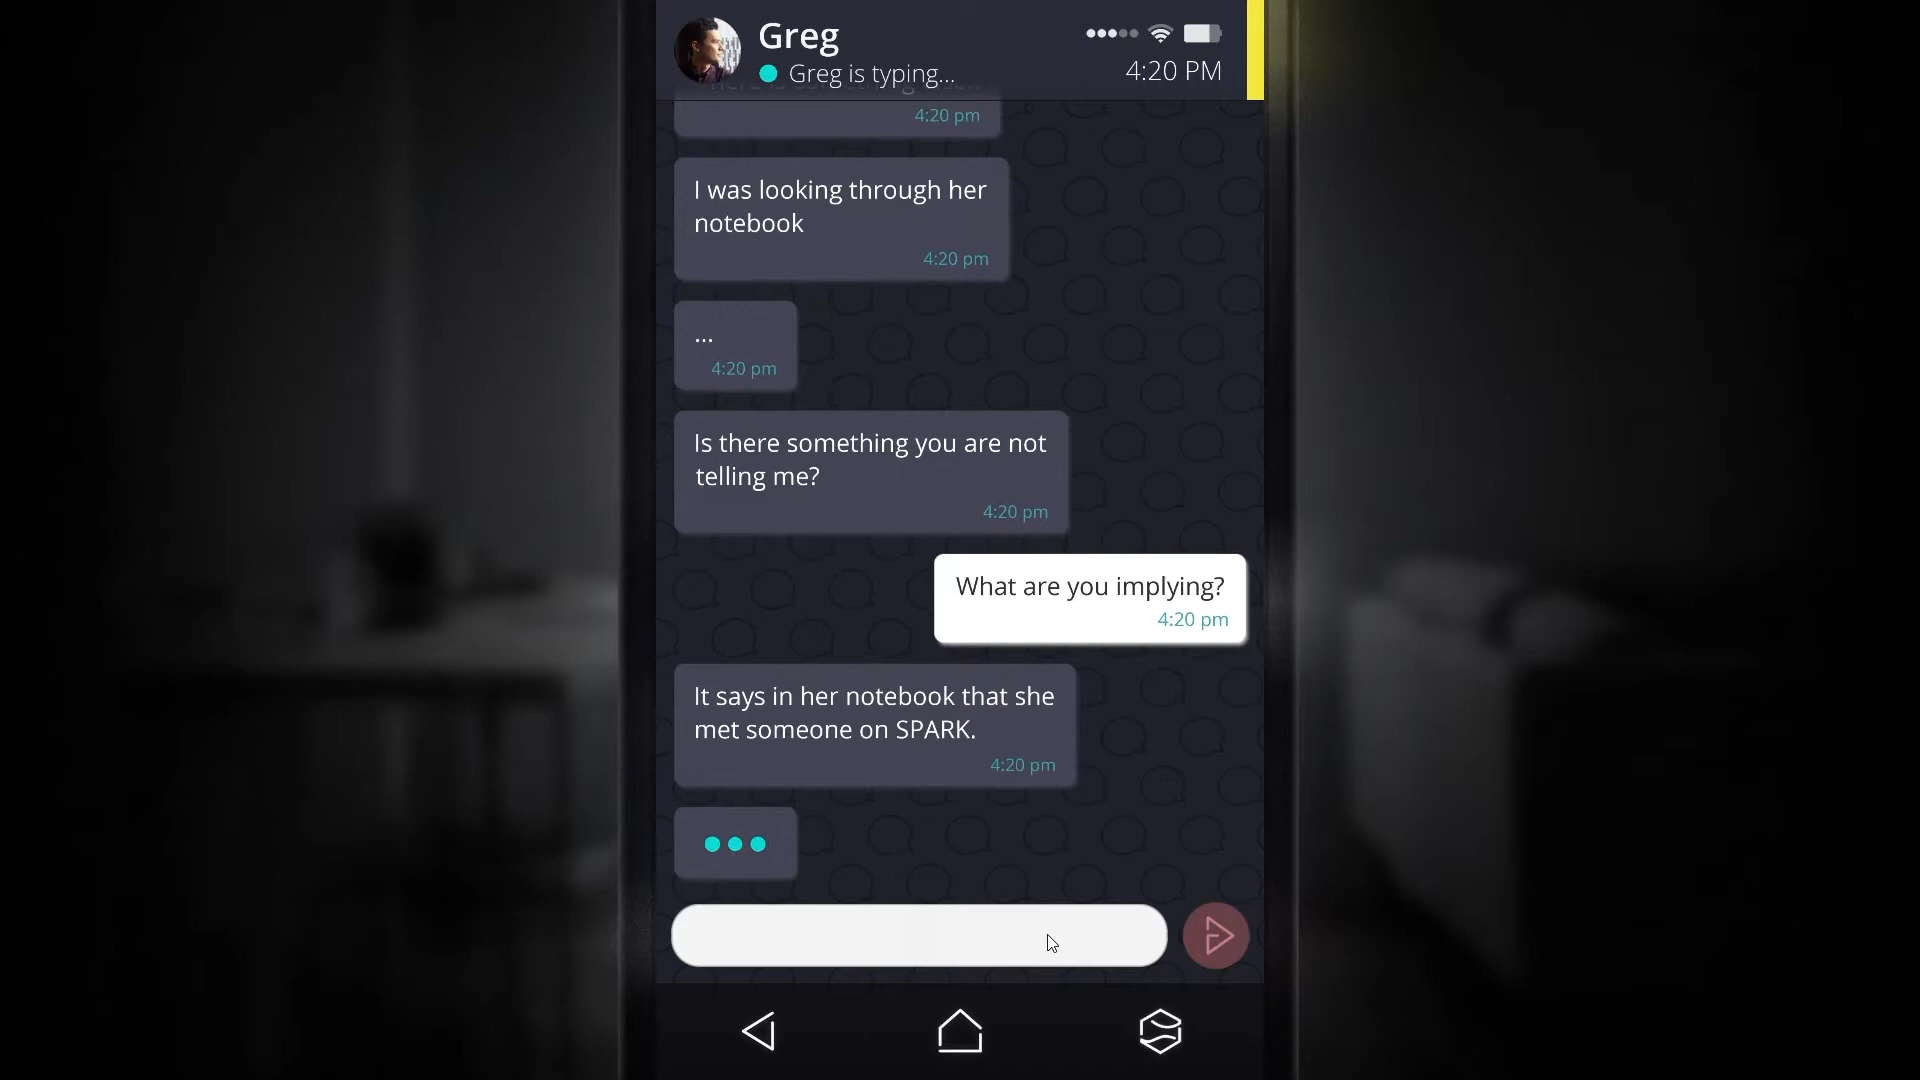 Greg
Greg is typing...
4:20 PM
4:20 pm
I was looking through her
notebook
4:20 pm
...
4:20 pm
Is there something you are not
telling me?
4:20 pm
What are you implying?
4:20 pm
It says in her notebook that she
met someone on SPARK.
4:20 pm